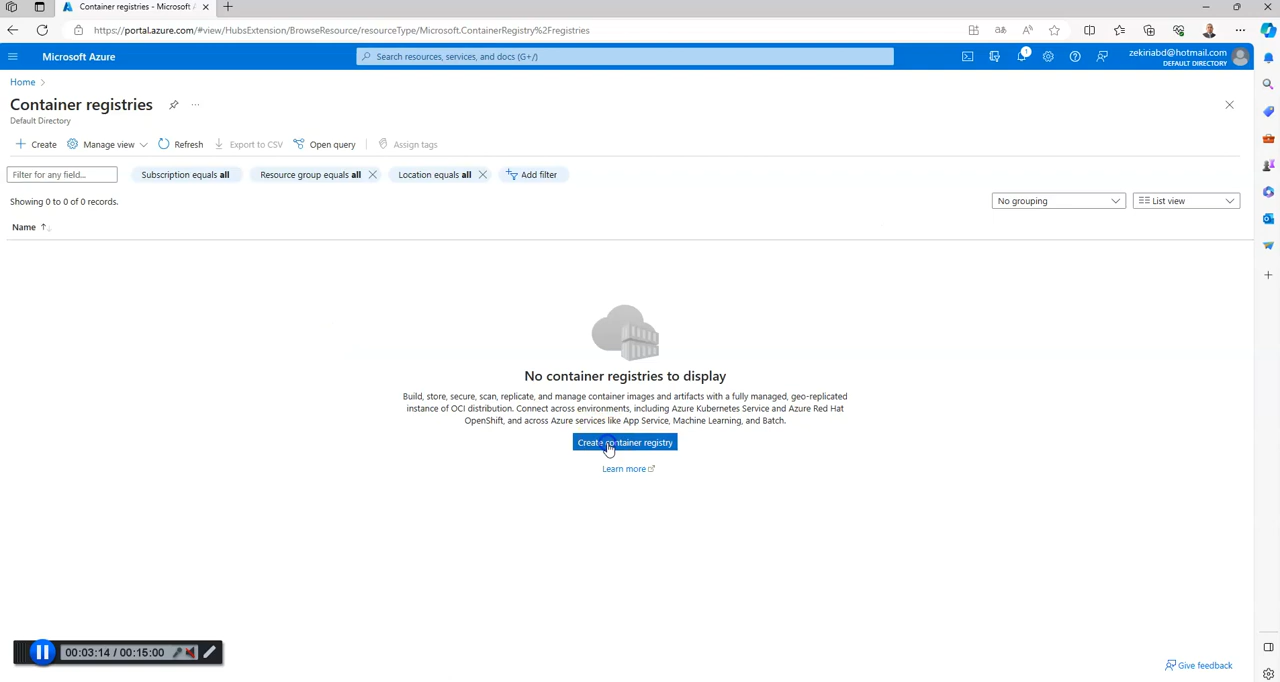 Container registries - Microsoft A
https://portal.azure.com/#view/HubsExtension/BrowseResource/resourceType/Microsoft.ContainerRegistry%2Fregistries
Microsoft Azure
Search resources, services, and docs (G+/)
1
zekiriabd@hotmail.com
DEFAULT DIRECTORY
Home >
Container registries
Default Directory
Create
Manage view
Refresh
Export to CSV
Open query
Assign tags
Filter for any field...
Subscription equals all
Resource group equals all
Location equals all
Add filter
Showing 0 to 0 of 0 records.
No grouping
List view
Name ↑↓
No container registries to display
Build, store, secure, scan, replicate, and manage container images and artifacts with a fully managed, geo-replicated
instance of OCI distribution. Connect across environments, including Azure Kubernetes Service and Azure Red Hat
OpenShift, and across Azure services like App Service, Machine Learning, and Batch.
Create container registry
Learn more
00:03:14 / 00:15:00
Give feedback